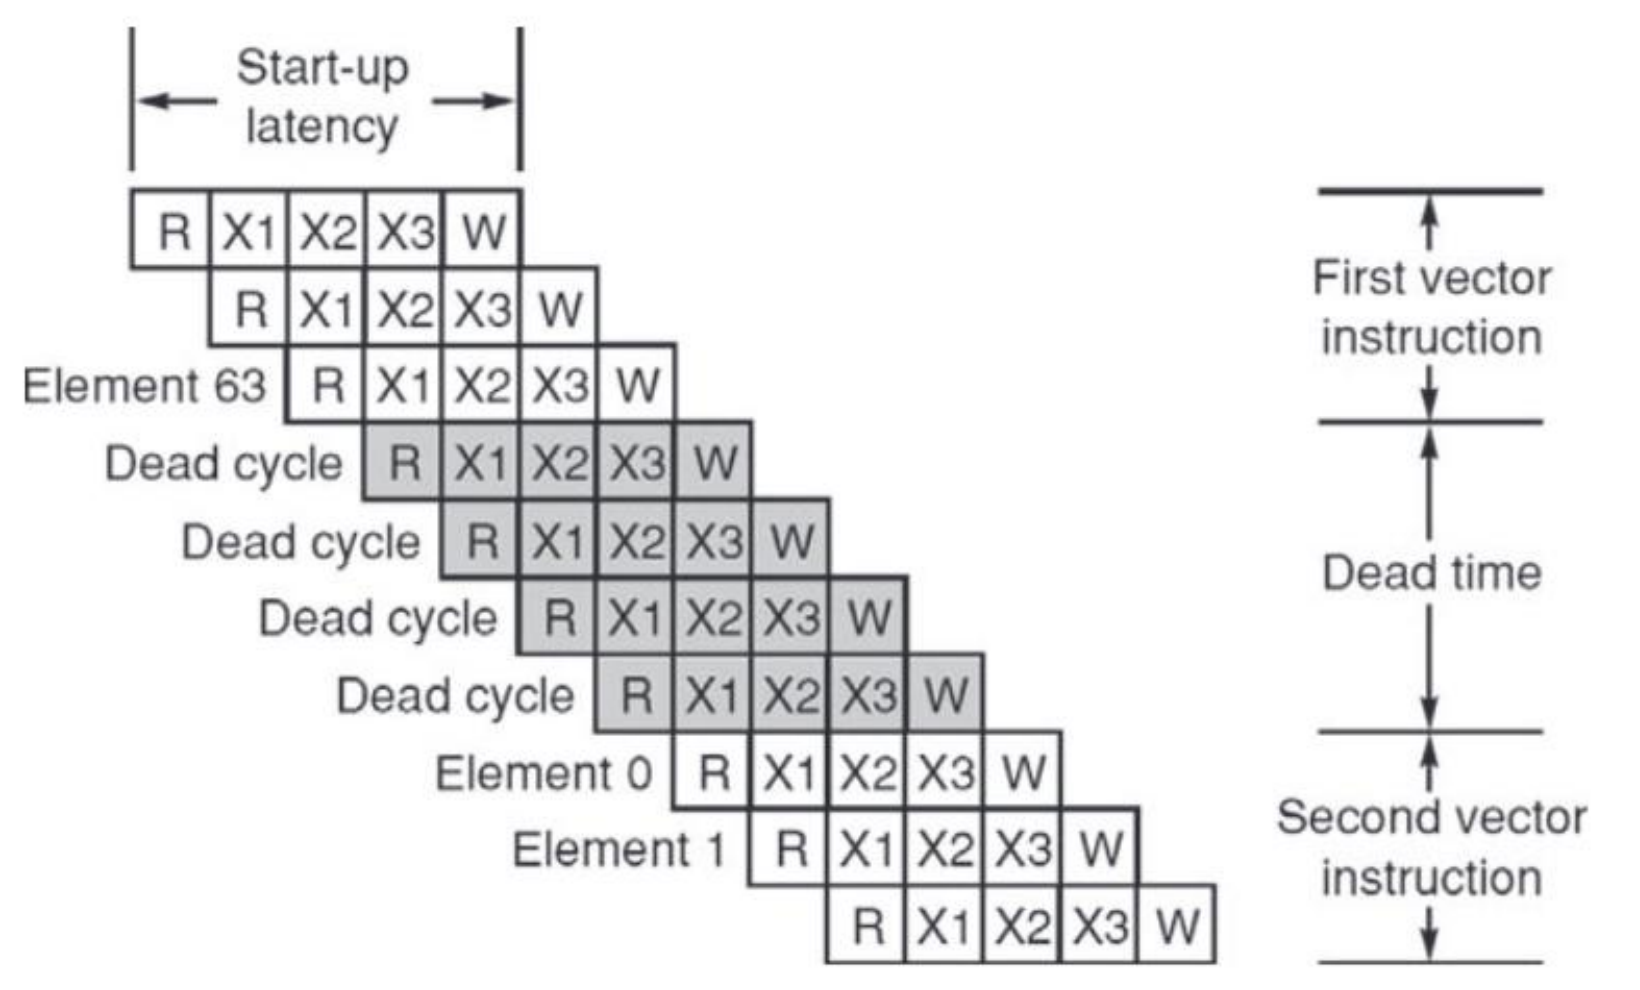 Start-up
latency
R X1 X2 X3 W
R X1 X2 X3 W
Element 63 R X1 X2 X3 W
Dead cycle R X1 X2 X3 W
Dead cycle R X1 X2 X3 W
Dead cycle R X1 X2 X3 W
Dead cycle R X1 X2 X3 W
Element 0 R X1 X2 X3 W
Element 1 R X1 X2 X3 W
R X1 X2 X3 W
First vector
instruction
Dead time
Second vector
instruction